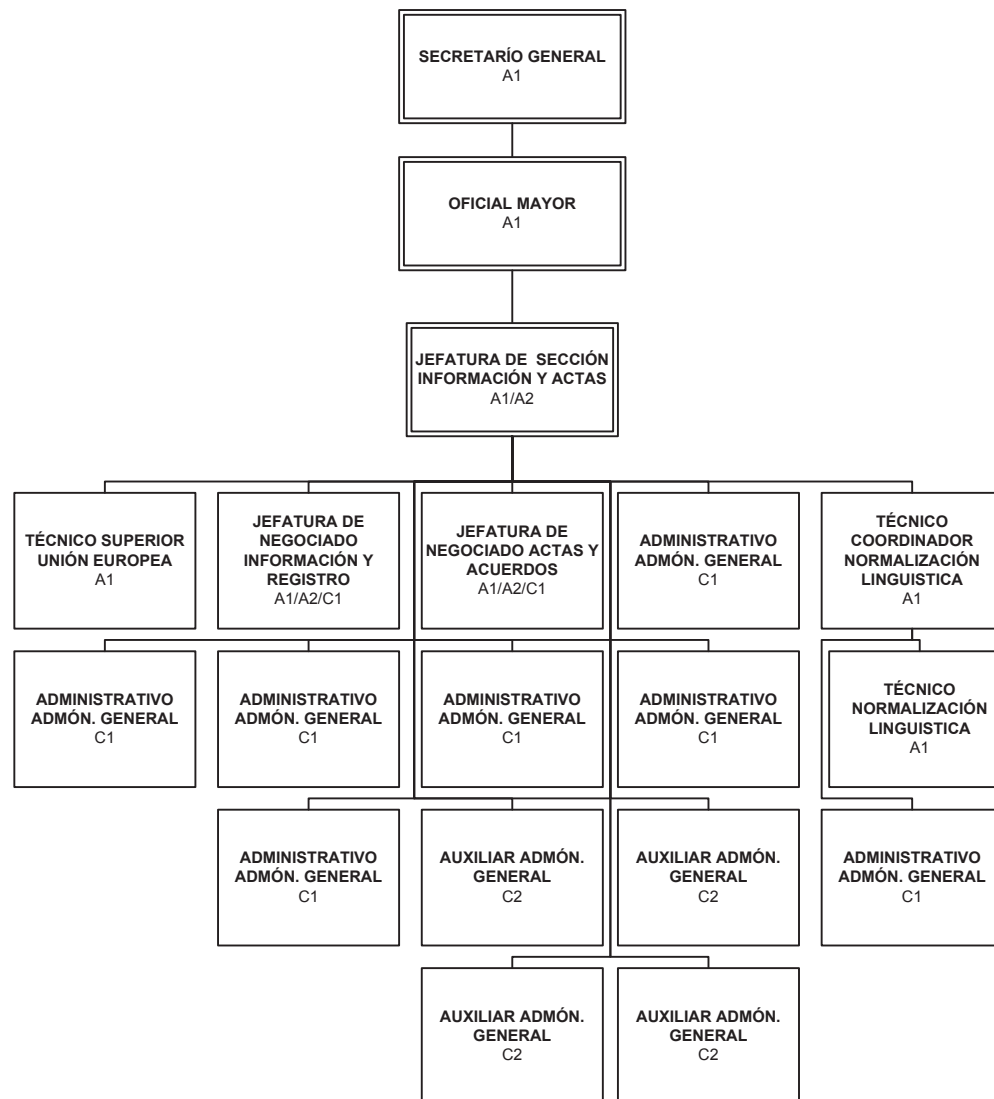 SECRETARÍO GENERAL
A1
OFICIAL MAYOR
A1
JEFATURA DE SECCIÓN
INFORMACIÓN Y ACTAS
A1/A2
TÉCNICO SUPERIOR
UNIÓN EUROPEA
A1
JEFATURA DE
NEGOCIADO
INFORMACIÓN Y
REGISTRO
A1/A2/C1
JEFATURA DE
NEGOCIADO ACTAS Y
ACUERDOS
A1/A2/C1
ADMINISTRATIVO
ADMÓN. GENERAL
C1
TÉCNICO
COORDINADOR
NORMALIZACIÓN
LINGUISTICA
A1
ADMINISTRATIVO
ADMÓN. GENERAL
C1
ADMINISTRATIVO
ADMÓN. GENERAL
C1
ADMINISTRATIVO
ADMÓN. GENERAL
C1
ADMINISTRATIVO
ADMÓN. GENERAL
C1
TÉCNICO
NORMALIZACIÓN
LINGUISTICA
A1
ADMINISTRATIVO
ADMÓN. GENERAL
C1
AUXILIAR ADMÓN.
GENERAL
C2
AUXILIAR ADMÓN.
GENERAL
C2
ADMINISTRATIVO
ADMÓN. GENERAL
C1
AUXILIAR ADMÓN.
GENERAL
C2
AUXILIAR ADMÓN.
GENERAL
C2